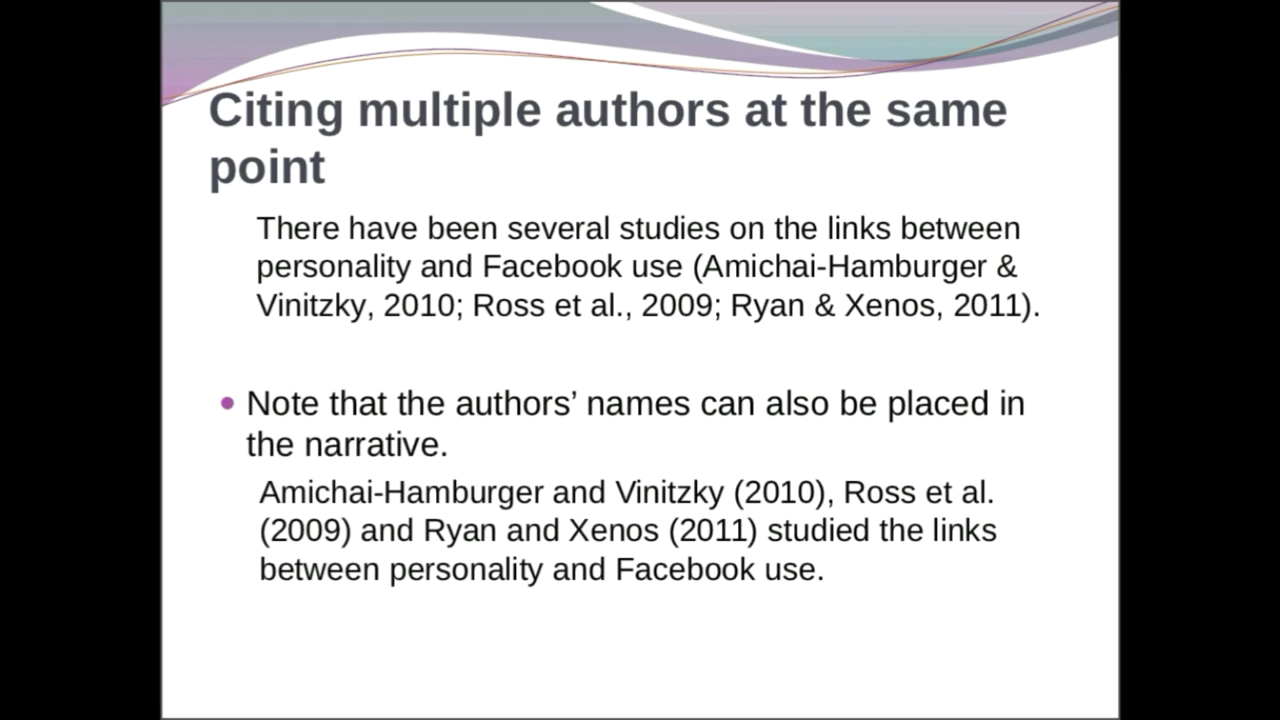 Citing multiple authors at the same
point
There have been several studies on the links between
personality and Facebook use (Amichai-Hamburger &
Vinitzky, 2010; Ross et al., 2009; Ryan & Xenos, 2011).
• Note that the authors’ names can also be placed in
the narrative.
Amichai-Hamburger and Vinitzky (2010), Ross et al.
(2009) and Ryan and Xenos (2011) studied the links
between personality and Facebook use.